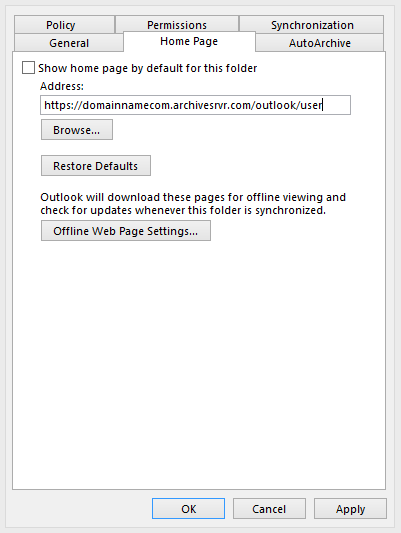 Policy Permissions Synchronization
General Home Page AutoArchive
Show home page by default for this folder
Address:
https://domainnamecom.archivesrvr.com/outlook/user
Browse...
Restore Defaults
Outlook will download these pages for offline viewing and
check for updates whenever this folder is synchronized.
Offline Web Page Settings...
OK Cancel Apply